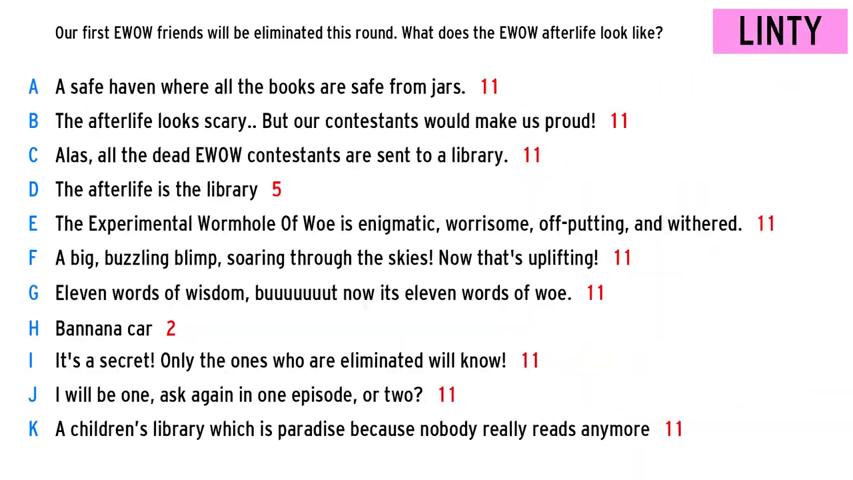 Our first EWOW friends will be eliminated this round. What does the EWOW afterlife look like?
LINTY
A A safe haven where all the books are safe from jars. 11
B The afterlife looks scary.. But our contestants would make us proud! 11
C Alas, all the dead EWOW contestants are sent to a library. 11
D The afterlife is the library 5
E The Experimental Wormhole Of Woe is enigmatic, worrisome, off-putting, and withered. 11
F A big, buzzling blimp, soaring through the skies! Now that's uplifting! 11
G Eleven words of wisdom, buuuuuuut now its eleven words of woe. 11
H Bannana car 2
I It's a secret! Only the ones who are eliminated will know! 11
J I will be one, ask again in one episode, or two? 11
K A children’s library which is paradise because nobody really reads anymore 11